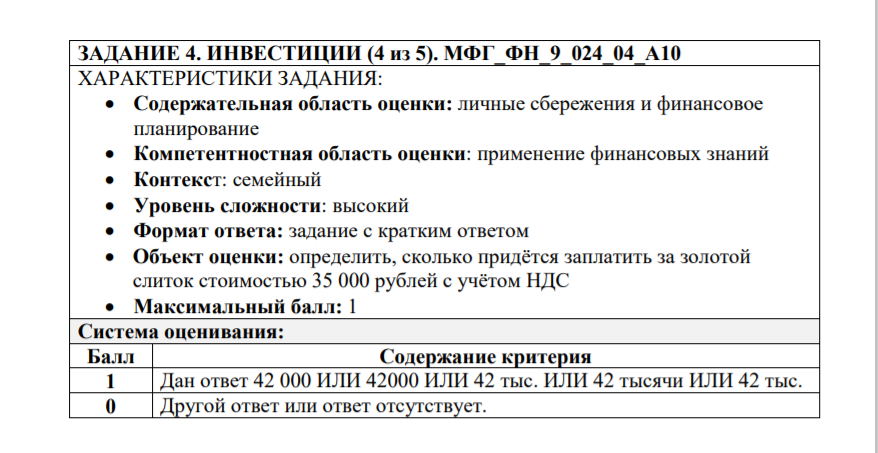 ЗАДАНИЕ 4. ИНВЕСТИЦИИ (4 из 5). МФГ_ФН_9_024_04_А10
ХАРАКТЕРИСТИКИ ЗАДАНИЯ:
• Содержательная область оценки: личные сбережения и финансовое
планирование
• Компетентностная область оценки: применение финансовых знаний
• Контекст: семейный
• Уровень сложности: высокий
• Формат ответа: задание с кратким ответом
• Объект оценки: определить, сколько придётся заплатить за золотой
слиток стоимостью 35 000 рублей с учётом НДС
• Максимальный балл: 1
Система оценивания:
Балл Содержание критерия
1 Дан ответ 42 000 ИЛИ 42000 ИЛИ 42 тыс. ИЛИ 42 тысячи ИЛИ 42 тыс.
0 Другой ответ или ответ отсутствует.